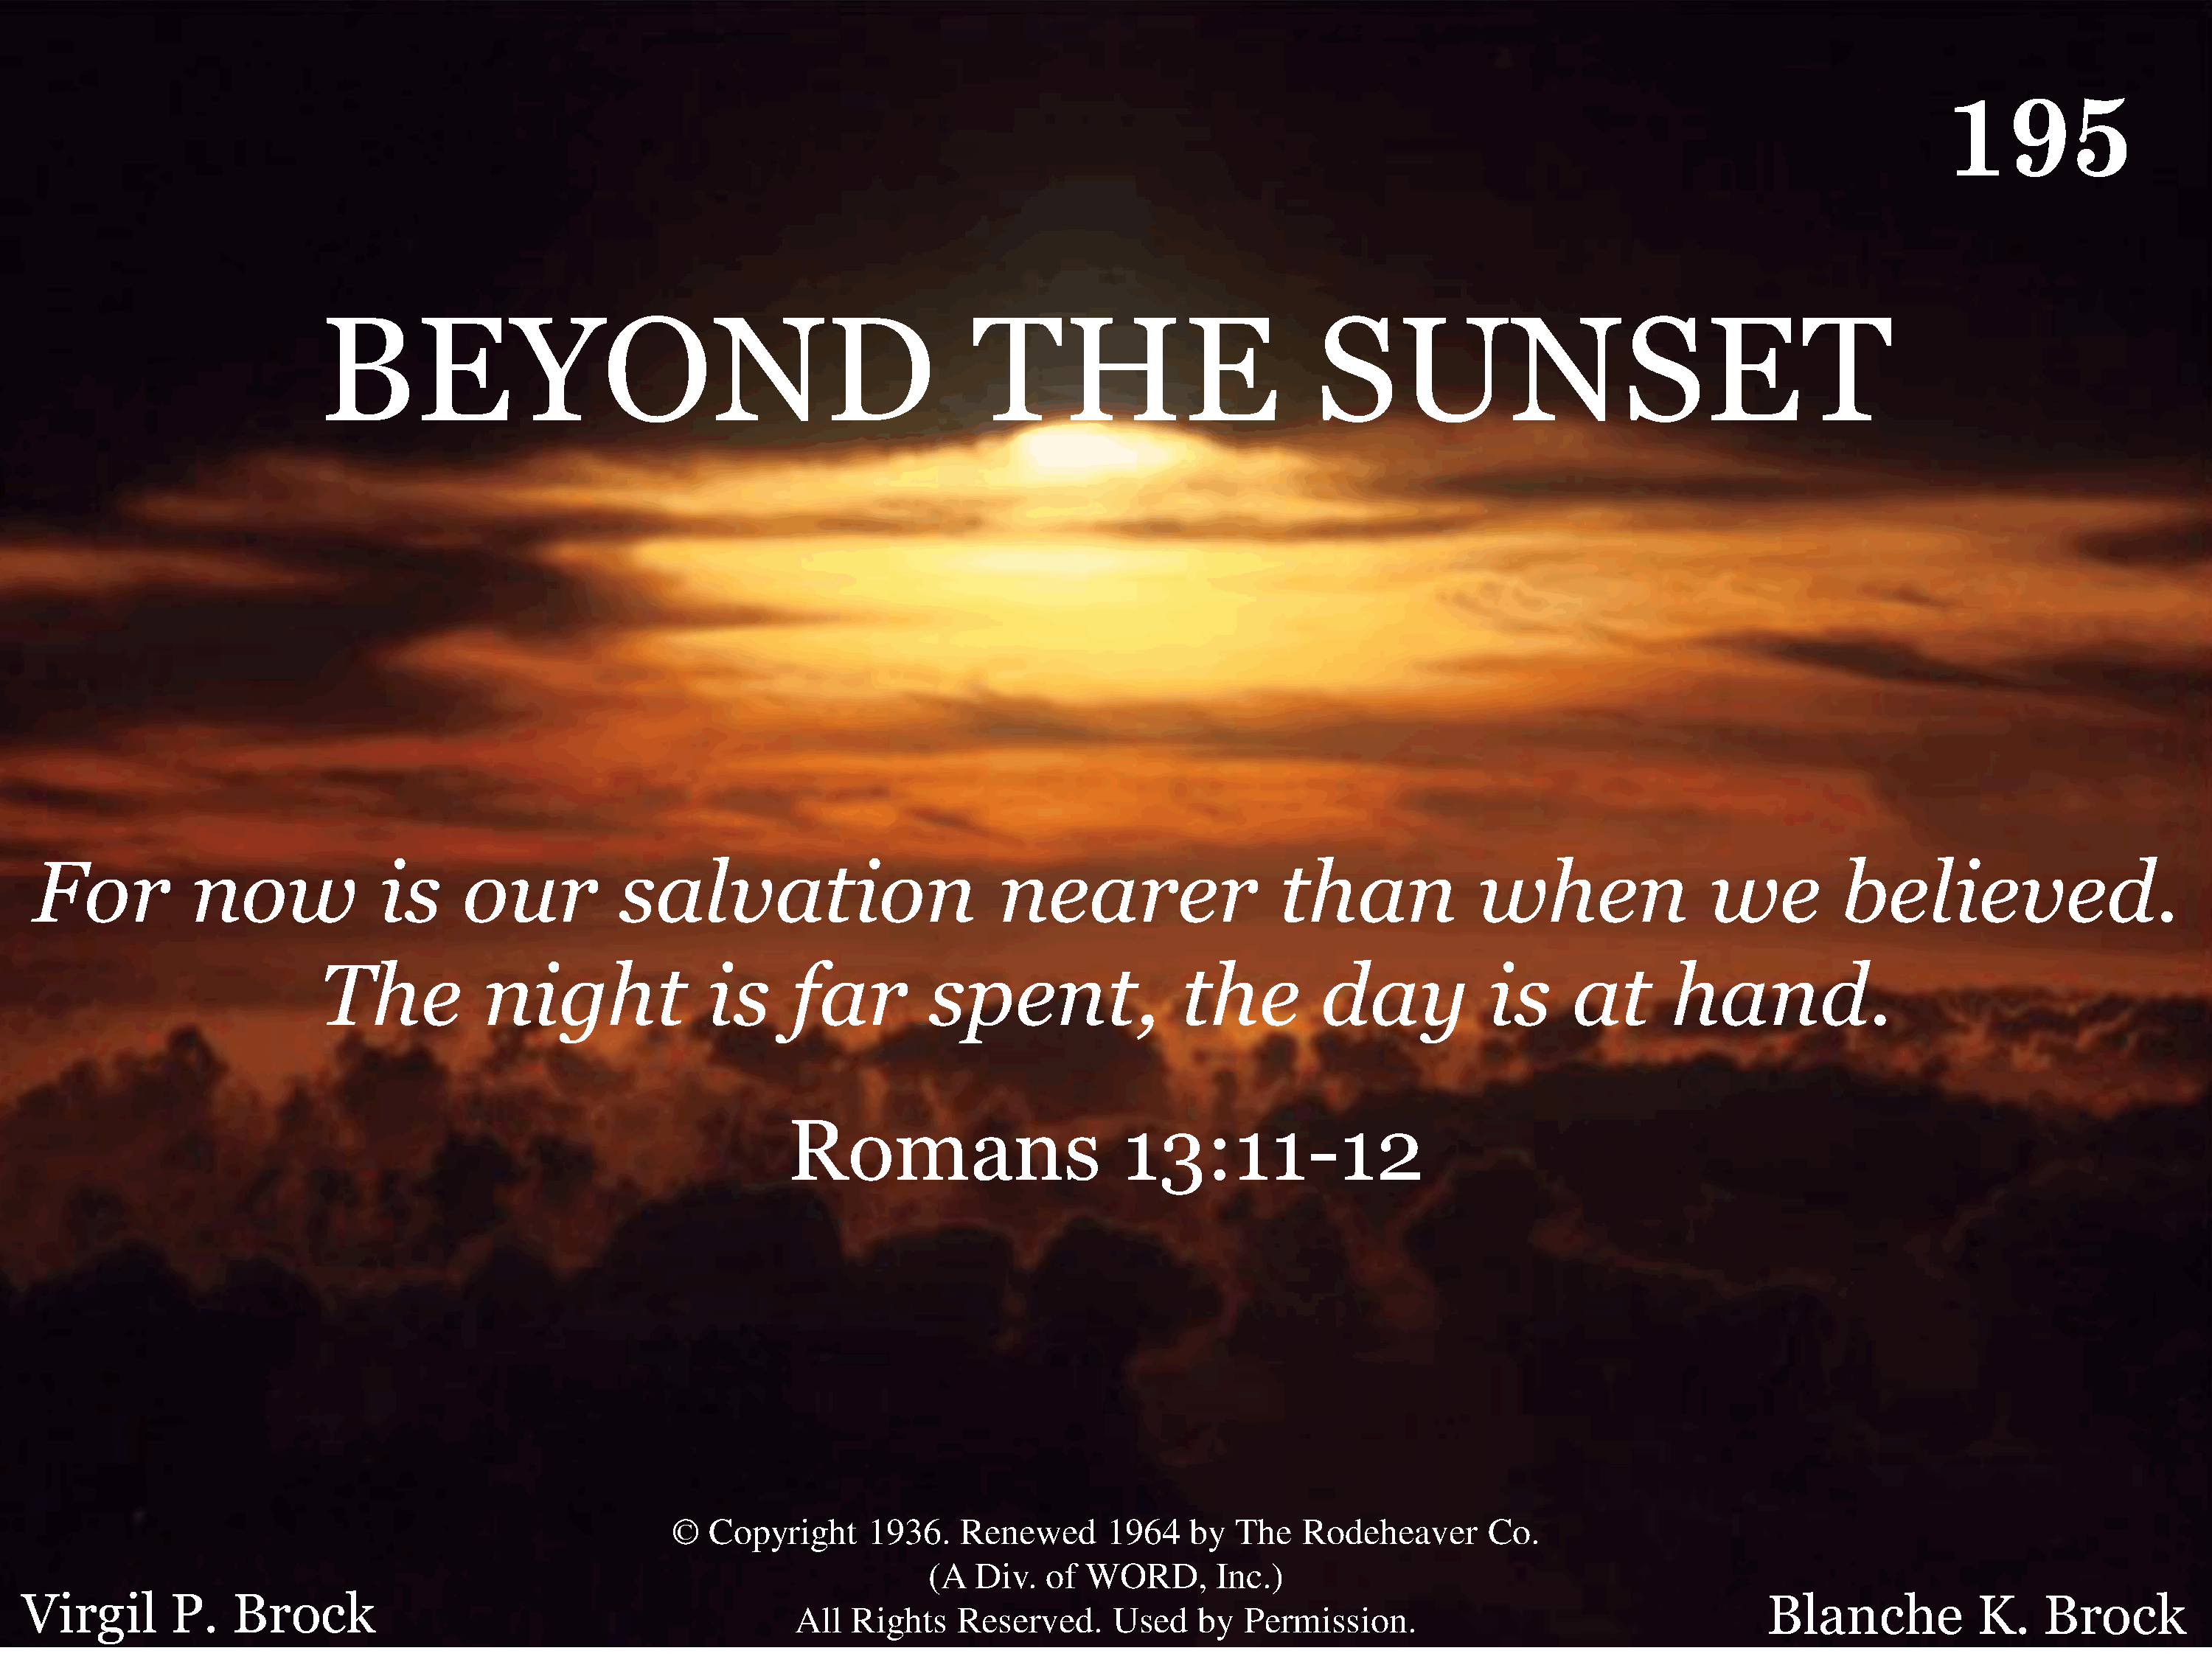 195
BEYOND THE SUNSET
For now is our salvation nearer than when we believed.
The night is far spent, the day is at hand.
Romans 13:11-12
© Copyright 1936. Renewed 1964 by The Rodeheaver Co.
(A Div. of WORD, Inc.)
All Rights Reserved. Used by Permission.
Virgil P. Brock
Blanche K. Brock